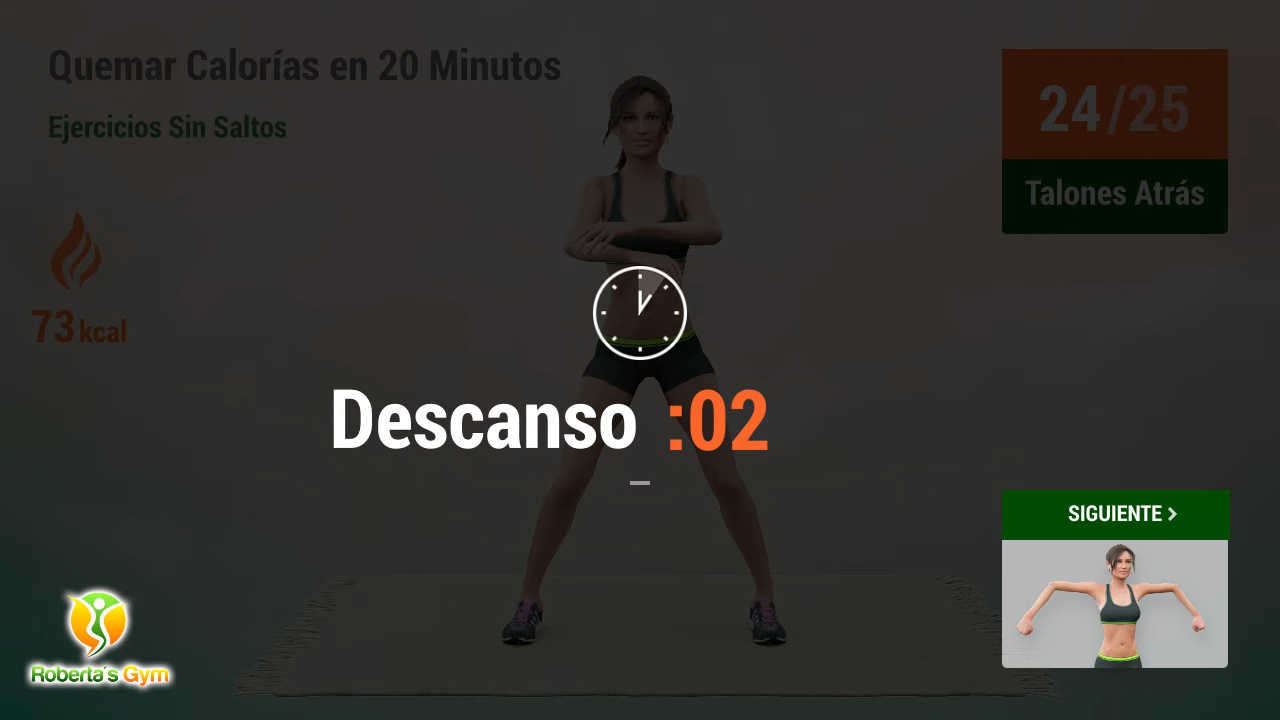 Quemar Calorías en 20 Minutos
Ejercicios Sin Saltos
24/25
Talones Atrás
73 kcal
Descanso :02
SIGUIENTE >
Roberta´s Gym